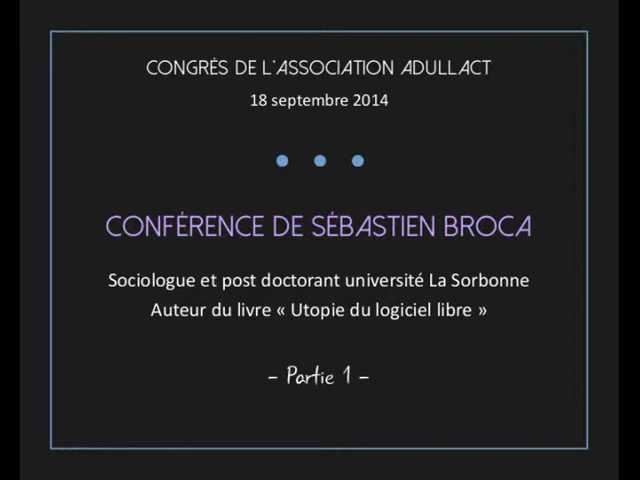 CONGRÈS DE L'ASSOCIATION ADULLACT
18 septembre 2014
CONFÉRENCE DE SÉBASTIEN BROCA
Sociologue et post doctorant université La Sorbonne
Auteur du livre « Utopie du logiciel libre »
- Partie 1 -